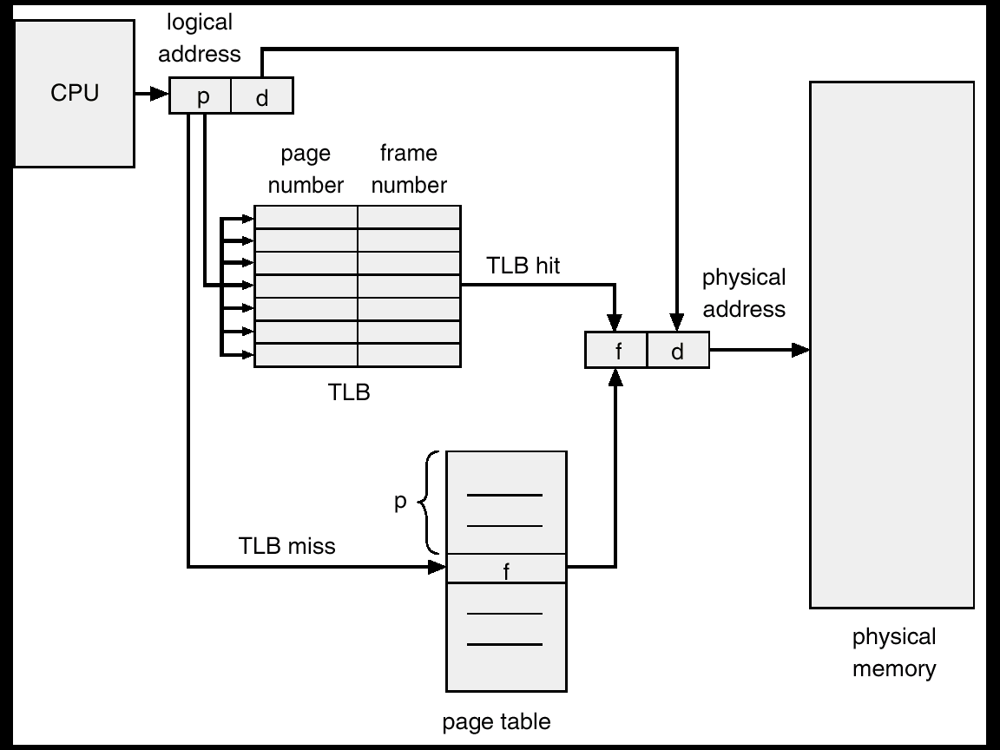 logical
address
CPU
p
d
page
number
frame
number
TLB hit
TLB
physical
address
f
d
p
TLB miss
f
page table
physical
memory